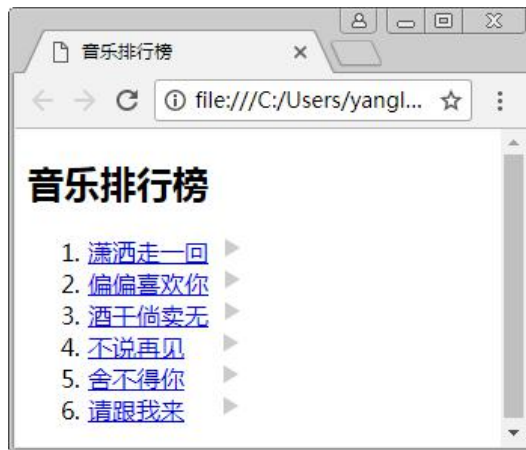 音乐排行榜
file:///C:/Users/yangl...
音乐排行榜
1. 潇洒走一回
2. 偏偏喜欢你
3. 酒干倘卖无
4. 不说再见
5. 舍不得你
6. 请跟我来